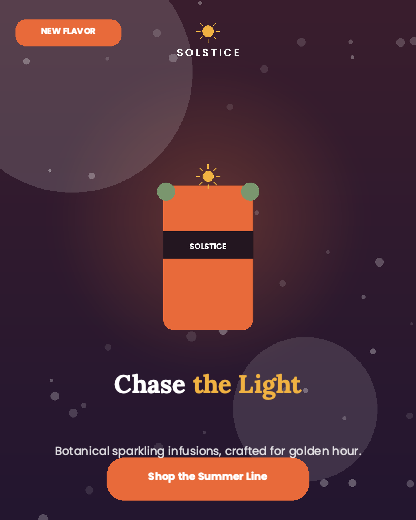 NEW FLAVOR
SOLSTICE
SOLSTICE
Chase the Light
Botanical sparkling infusions, crafted for golden hour.
Shop the Summer Line